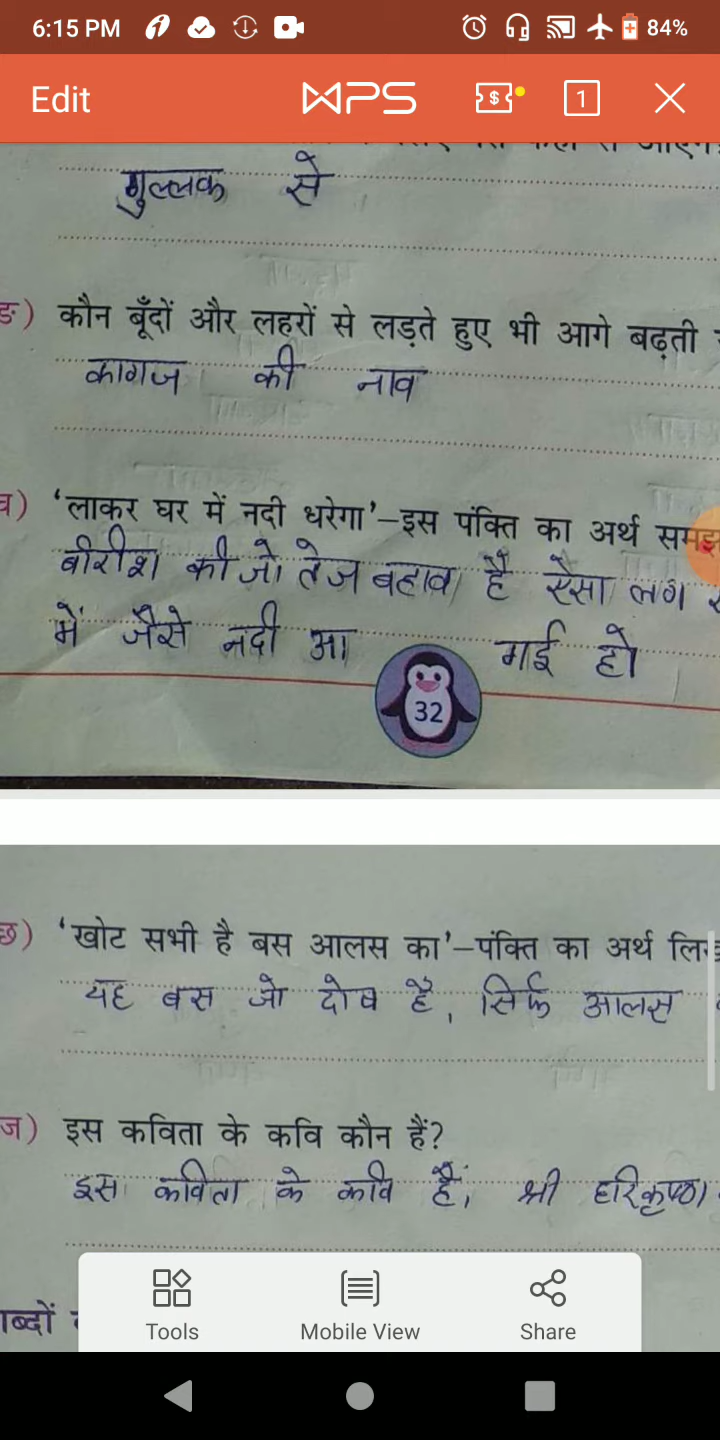 6:15 PM 84%
Edit WPS $ 1
गुल्लक से
ङ) कौन बूँदों और लहरों से लड़ते हुए भी आगे बढ़ती
कागज की नाव
च) ‘लाकर घर में नदी धरेगा’–इस पंक्ति का अर्थ समझ
बीरीश की जो तेज बहाव है ऐसा लग
में जैसे नदी आ गई हो
32
छ) ‘खोट सभी है बस आलस का’–पंक्ति का अर्थ लि
यह बस जो दोष है, सिर्फ आलस
ज) इस कविता के कवि कौन हैं?
इस कविता के कवि हैं, श्री हरिकृष्ण
शब्दों
Tools Mobile View Share